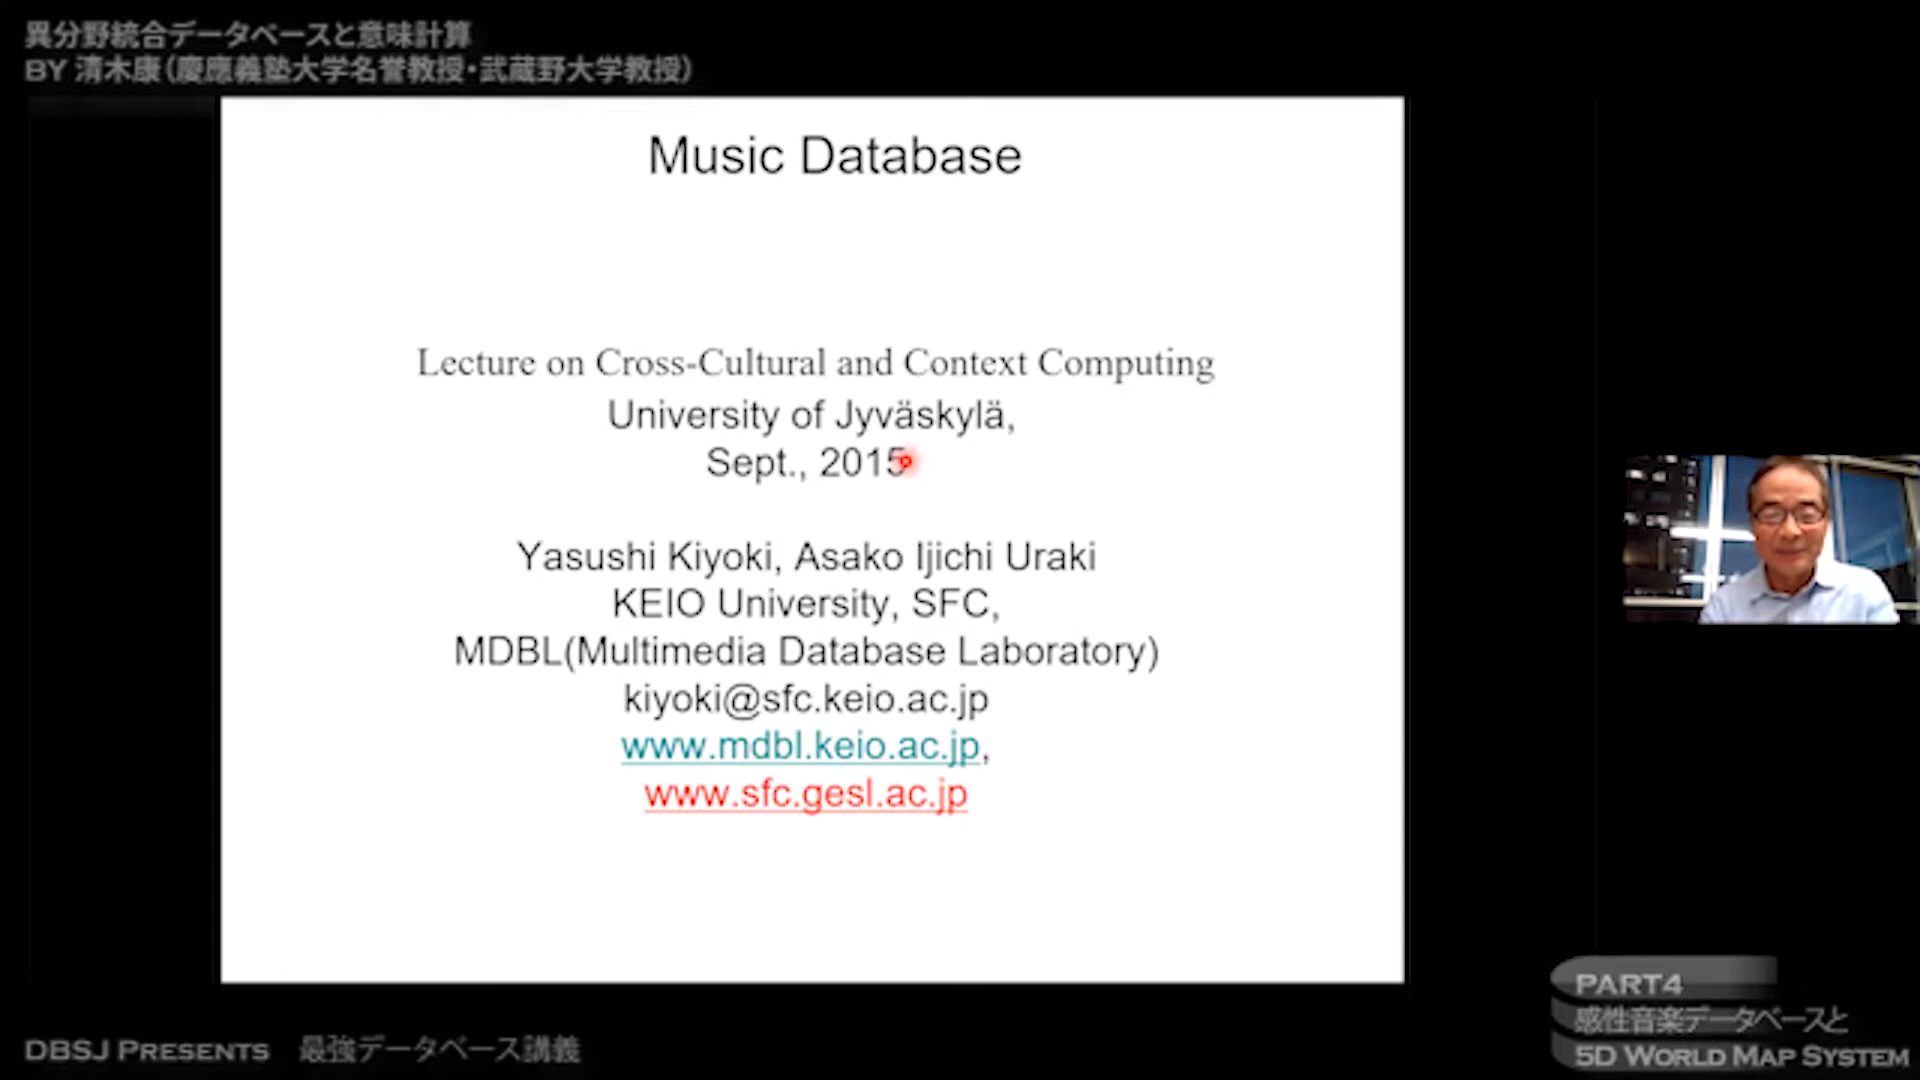 異分野統合データベースと意味計算
BY 清木康(慶應義塾大学名誉教授・武蔵野大学教授)
Music Database
Lecture on Cross-Cultural and Context Computing
University of Jyväskylä,
Sept., 2015
Yasushi Kiyoki, Asako Ijichi Uraki
KEIO University, SFC,
MDBL(Multimedia Database Laboratory)
kiyoki@sfc.keio.ac.jp
www.mdbl.keio.ac.jp,
www.sfc.gesl.ac.jp
PART4
感性音楽データベースと
5D WORLD MAP SYSTEM
DBSJ PRESENTS 最強データベース講義